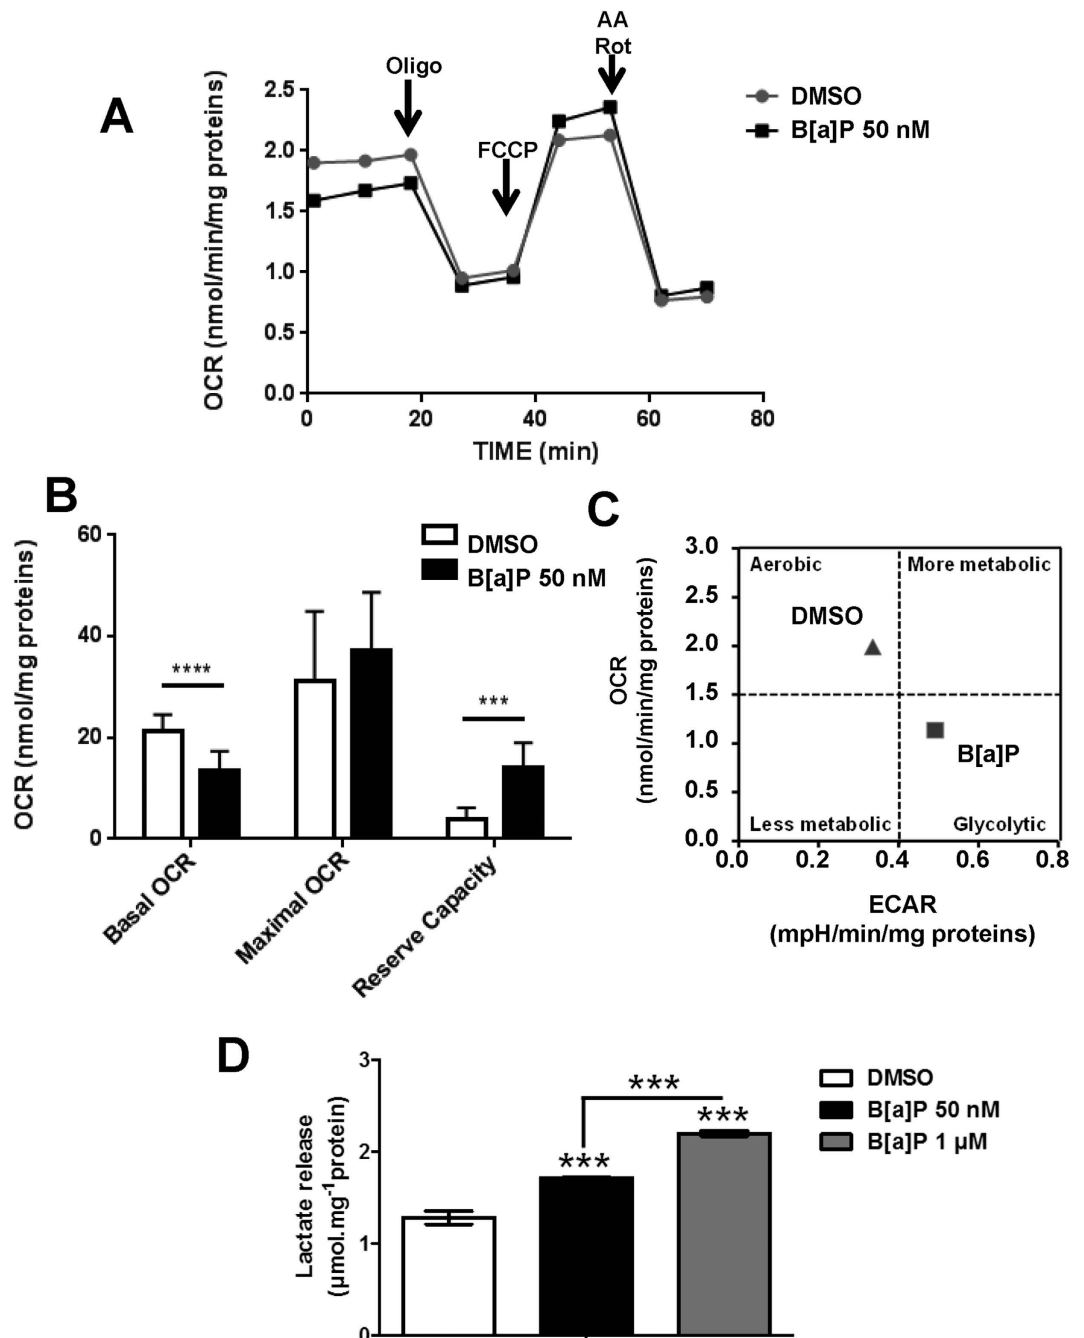 A
OCR (nmol/min/mg proteins)
2.5
2.0
1.5
1.0
0.5
0.0
0
20
40
60
80
TIME (min)
Oligo
FCCP
AA
Rot
DMSO
B[a]P 50 nM
B
OCR (nmol/mg proteins)
60
40
20
0
****
***
DMSO
B[a]P 50 nM
Basal OCR
Maximal OCR
Reserve Capacity
C
OCR
(nmol/min/mg proteins)
3.0
2.5
2.0
1.5
1.0
0.5
0.0
Aerobic
More metabolic
DMSO
B[a]P
Less metabolic
Glycolytic
0.0
0.2
0.4
0.6
0.8
ECAR
(mpH/min/mg proteins)
D
Lactate release
(µmol.mg-1protein)
3
2
1
0
***
***
***
DMSO
B[a]P 50 nM
B[a]P 1 µM